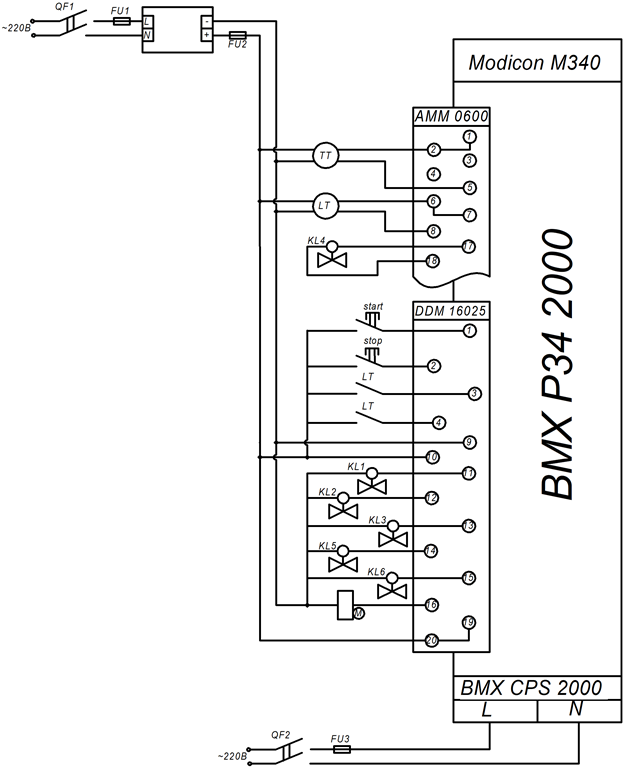 QF1
FU1
~220В
L
-
N
+
FU2
Modicon M340
AMM 0600
1
2
TT
3
4
5
LT
6
7
8
KL4
17
18
DDM 16025
start
1
stop
2
LT
3
LT
4
9
10
KL1
11
KL2
12
KL3
13
KL5
14
KL6
15
16
M
19
20
BMX P34 2000
BMX CPS 2000
L
N
QF2
FU3
~220В